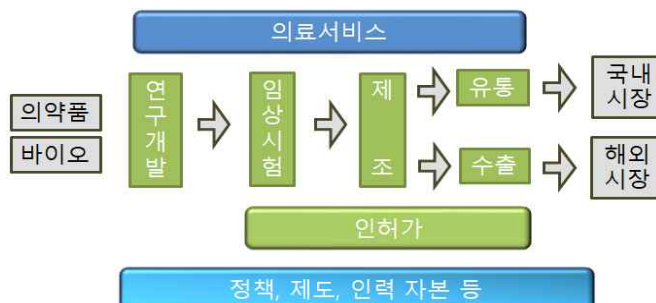 의료서비스
의약품
바이오
연구개발
임상시험
제조
유통
수출
국내
시장
해외
시장
인허가
정책, 제도, 인력 자본 등